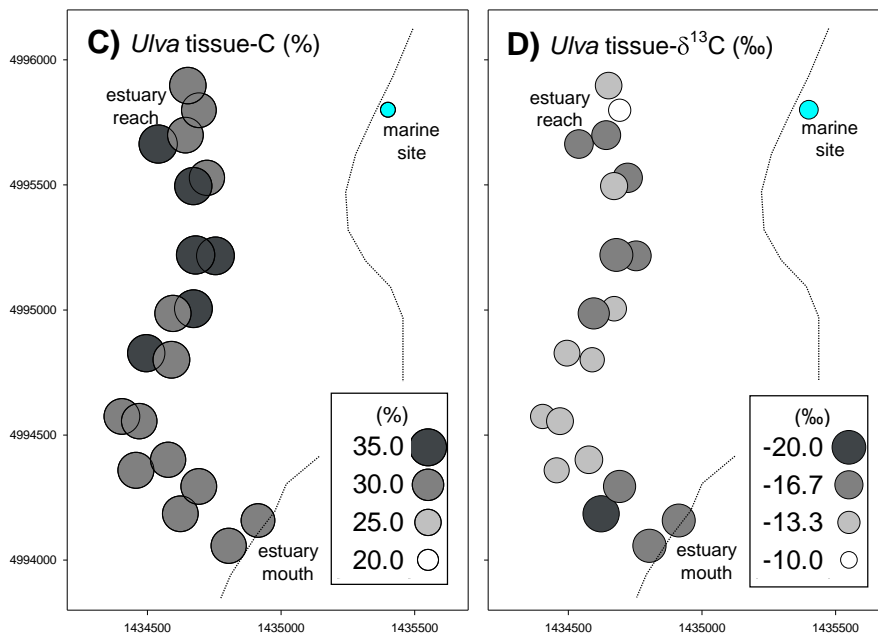 C) Ulva tissue-C (%)
4996000
4995500
4995000
4994500
4994000
estuary
reach
marine
site
(%)
35.0
30.0
25.0
20.0
estuary
mouth
1434500
1435000
1435500
D) Ulva tissue-δ¹³C (‰)
estuary
reach
marine
site
(‰)
-20.0
-16.7
-13.3
-10.0
estuary
mouth
1434500
1435000
1435500